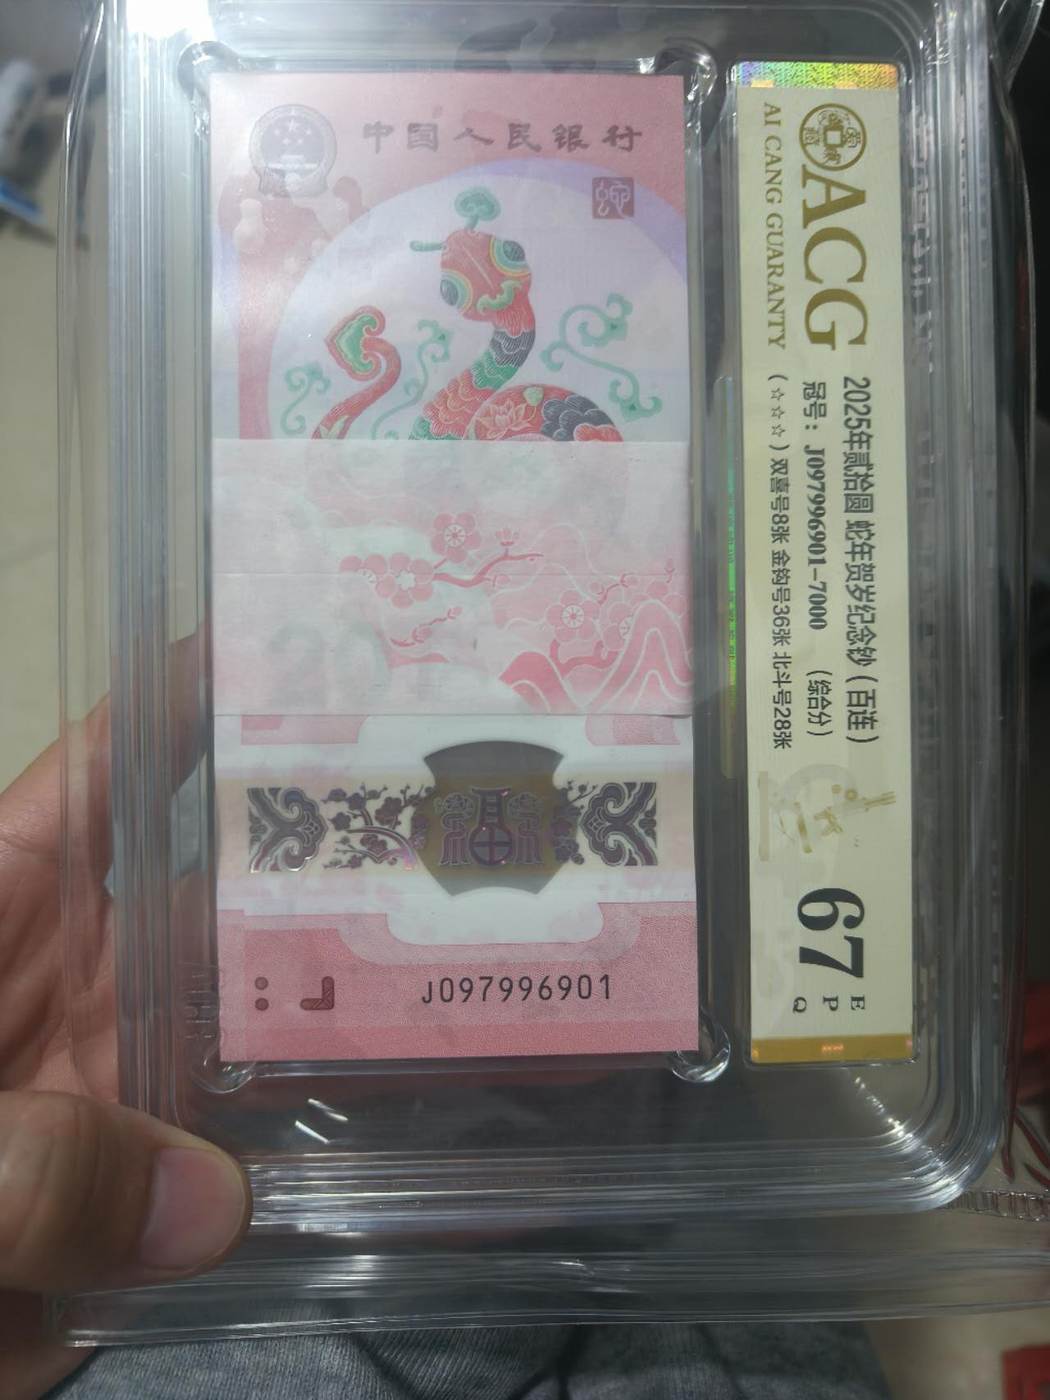 中国人民银行
福
J097996901
ACG
AI CANG GUARANTY
2025年贰拾圆 蛇年贺岁纪念钞（百连）
冠号：J097996901-7000 （综合分）
（☆☆☆）双喜号8张 金钩号36张 北斗号28张
67
EPQ